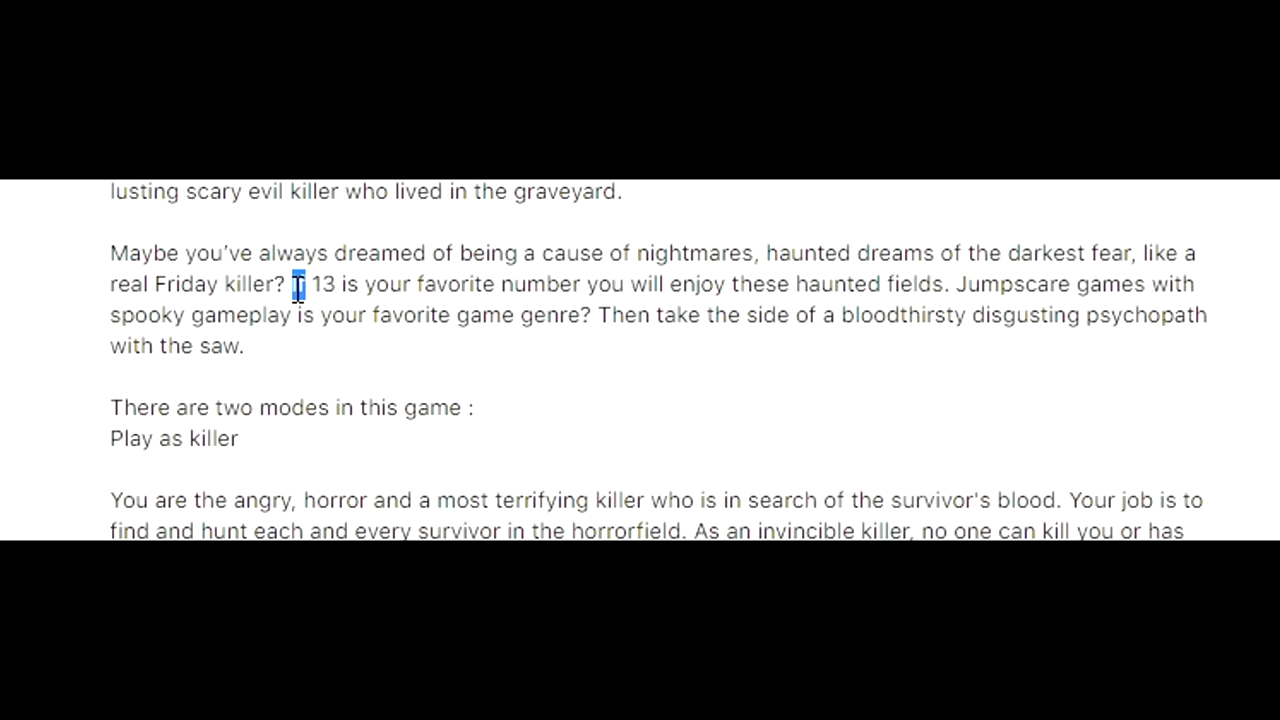 lusting scary evil killer who lived in the graveyard.
Maybe you’ve always dreamed of being a cause of nightmares, haunted dreams of the darkest fear, like a
real Friday killer? 13 is your favorite number you will enjoy these haunted fields. Jumpscare games with
spooky gameplay is your favorite game genre? Then take the side of a bloodthirsty disgusting psychopath
with the saw.
There are two modes in this game :
Play as killer
You are the angry, horror and a most terrifying killer who is in search of the survivor's blood. Your job is to
find and hunt each and every survivor in the horrorfield. As an invincible killer, no one can kill you or has